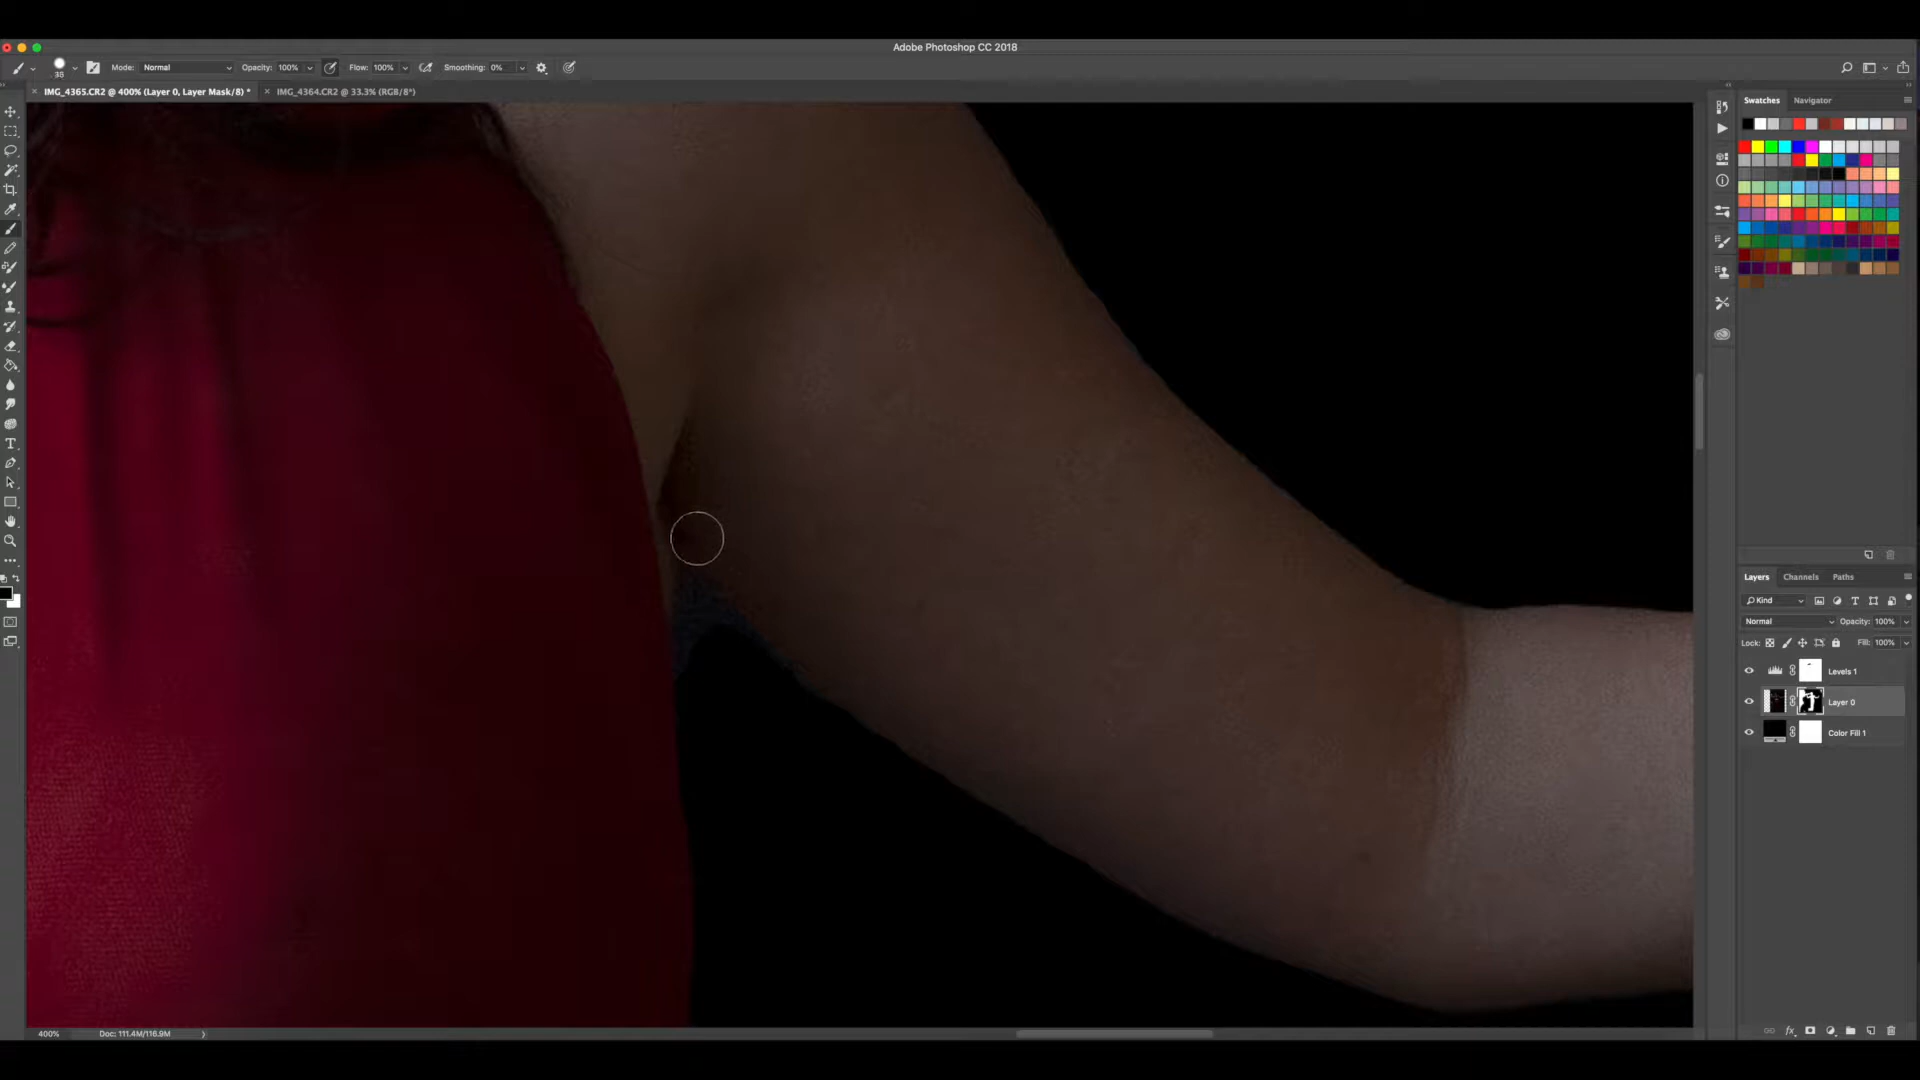 Adobe Photoshop CC 2018
38 Mode: Normal Opacity: 100% Flow: 100% Smoothing: 0%
IMG_4365.CR2 @ 400% (Layer 0, Layer Mask/8) * IMG_4364.CR2 @ 33.3% (RGB/8*)
Swatches Navigator
Layers Channels Paths
Kind
Normal Opacity: 100%
Lock: Fill: 100%
Levels 1
Layer 0
Color Fill 1
400% Doc: 111.4M/116.9M